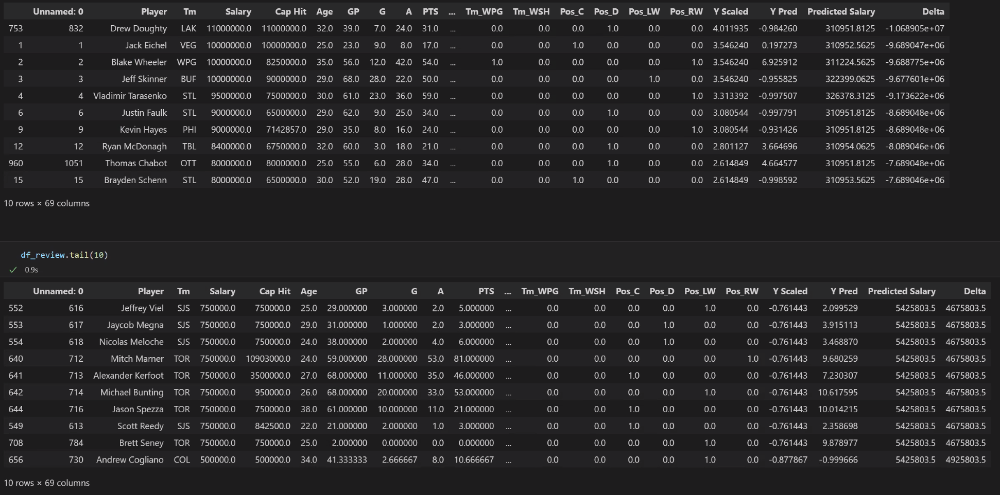 Unnamed: 0 Player Tm Salary Cap Hit Age GP G A PTS ... Tm_WPG Tm_WSH Pos_C Pos_D Pos_LW Pos_RW Y Scaled Y Pred Predicted Salary Delta
753 832 Drew Doughty LAK 11000000.0 11000000.0 32.0 39.0 7.0 24.0 31.0 ... 0.0 0.0 0.0 1.0 0.0 0.0 4.011935 -0.984260 310951.8125 -1.068905e+07
1 1 Jack Eichel VEG 10000000.0 10000000.0 25.0 23.0 9.0 8.0 17.0 ... 0.0 0.0 1.0 0.0 0.0 0.0 3.546240 0.197273 310952.5625 -9.689047e+06
2 2 Blake Wheeler WPG 10000000.0 8250000.0 35.0 56.0 12.0 42.0 54.0 ... 1.0 0.0 0.0 0.0 0.0 1.0 3.546240 6.925912 311224.5625 -9.688775e+06
3 3 Jeff Skinner BUF 10000000.0 9000000.0 29.0 68.0 28.0 22.0 50.0 ... 0.0 0.0 0.0 0.0 1.0 0.0 3.546240 -0.955825 322399.0625 -9.677601e+06
4 4 Vladimir Tarasenko STL 9500000.0 7500000.0 30.0 61.0 23.0 36.0 59.0 ... 0.0 0.0 0.0 0.0 0.0 1.0 3.313392 -0.997507 326378.3125 -9.173622e+06
6 6 Justin Faulk STL 9000000.0 6500000.0 29.0 62.0 9.0 25.0 34.0 ... 0.0 0.0 0.0 1.0 0.0 0.0 3.080544 -0.997791 310951.8125 -8.689048e+06
9 9 Kevin Hayes PHI 9000000.0 7142857.0 29.0 35.0 8.0 16.0 24.0 ... 0.0 0.0 0.0 0.0 0.0 1.0 3.080544 -0.931426 310951.8125 -8.689048e+06
12 12 Ryan McDonagh TBL 8400000.0 6750000.0 32.0 60.0 3.0 18.0 21.0 ... 0.0 0.0 0.0 1.0 0.0 0.0 2.801127 3.664696 310954.0625 -8.089046e+06
960 1051 Thomas Chabot OTT 8000000.0 8000000.0 25.0 55.0 6.0 28.0 34.0 ... 0.0 0.0 0.0 1.0 0.0 0.0 2.614849 4.664577 310951.8125 -7.689048e+06
15 15 Brayden Schenn STL 8000000.0 6500000.0 30.0 52.0 19.0 28.0 47.0 ... 0.0 0.0 1.0 0.0 0.0 0.0 2.614849 -0.998592 310953.5625 -7.689046e+06
10 rows × 69 columns
df_review.tail(10)
0.9s
Unnamed: 0 Player Tm Salary Cap Hit Age GP G A PTS ... Tm_WPG Tm_WSH Pos_C Pos_D Pos_LW Pos_RW Y Scaled Y Pred Predicted Salary Delta
552 616 Jeffrey Viel SJS 750000.0 750000.0 25.0 29.000000 3.000000 2.0 5.000000 ... 0.0 0.0 0.0 0.0 1.0 0.0 -0.761443 2.099529 5425803.5 4675803.5
553 617 Jaycob Megna SJS 750000.0 750000.0 29.0 31.000000 1.000000 2.0 3.000000 ... 0.0 0.0 0.0 1.0 0.0 0.0 -0.761443 3.915113 5425803.5 4675803.5
554 618 Nicolas Meloche SJS 750000.0 750000.0 24.0 38.000000 2.000000 4.0 6.000000 ... 0.0 0.0 0.0 1.0 0.0 0.0 -0.761443 3.468870 5425803.5 4675803.5
640 712 Mitch Marner TOR 750000.0 10903000.0 24.0 59.000000 28.000000 53.0 81.000000 ... 0.0 0.0 0.0 0.0 0.0 1.0 -0.761443 9.680259 5425803.5 4675803.5
641 713 Alexander Kerfoot TOR 750000.0 3500000.0 27.0 68.000000 11.000000 35.0 46.000000 ... 0.0 0.0 1.0 0.0 0.0 0.0 -0.761443 7.230307 5425803.5 4675803.5
642 714 Michael Bunting TOR 750000.0 950000.0 26.0 68.000000 20.000000 33.0 53.000000 ... 0.0 0.0 0.0 0.0 1.0 0.0 -0.761443 10.617595 5425803.5 4675803.5
644 716 Jason Spezza TOR 750000.0 750000.0 38.0 61.000000 10.000000 11.0 21.000000 ... 0.0 0.0 1.0 0.0 0.0 0.0 -0.761443 10.014215 5425803.5 4675803.5
549 613 Scott Reedy SJS 750000.0 842500.0 22.0 21.000000 2.000000 1.0 3.000000 ... 0.0 0.0 1.0 0.0 0.0 0.0 -0.761443 2.358698 5425803.5 4675803.5
708 784 Brett Seney TOR 750000.0 750000.0 25.0 2.000000 0.000000 0.0 0.000000 ... 0.0 0.0 0.0 0.0 1.0 0.0 -0.761443 9.878977 5425803.5 4675803.5
656 730 Andrew Cogliano COL 500000.0 500000.0 34.0 41.333333 2.666667 8.0 10.666667 ... 0.0 0.0 0.0 0.0 1.0 0.0 -0.877867 -0.999666 5425803.5 4925803.5
10 rows × 69 columns